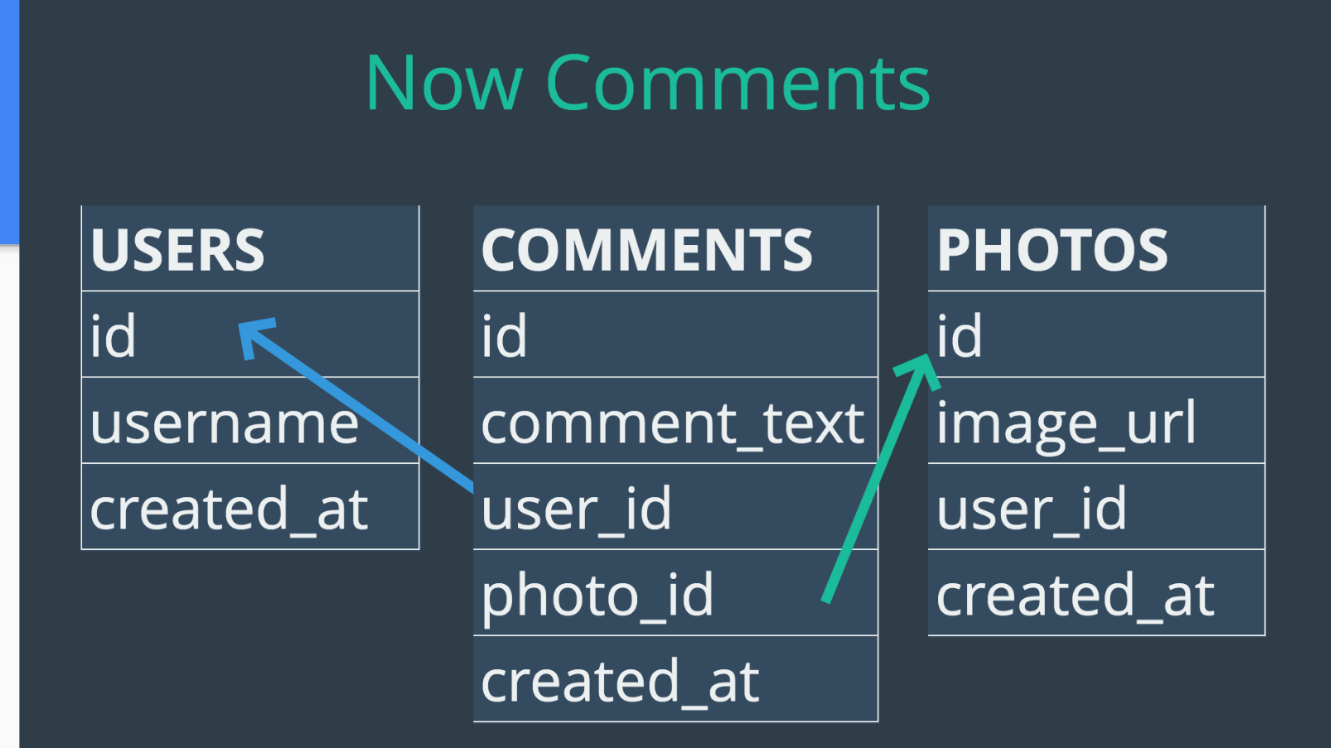 Now Comments
USERS
id
username
created_at
COMMENTS
id
comment_text
user_id
photo_id
created_at
PHOTOS
id
image_url
user_id
created_at